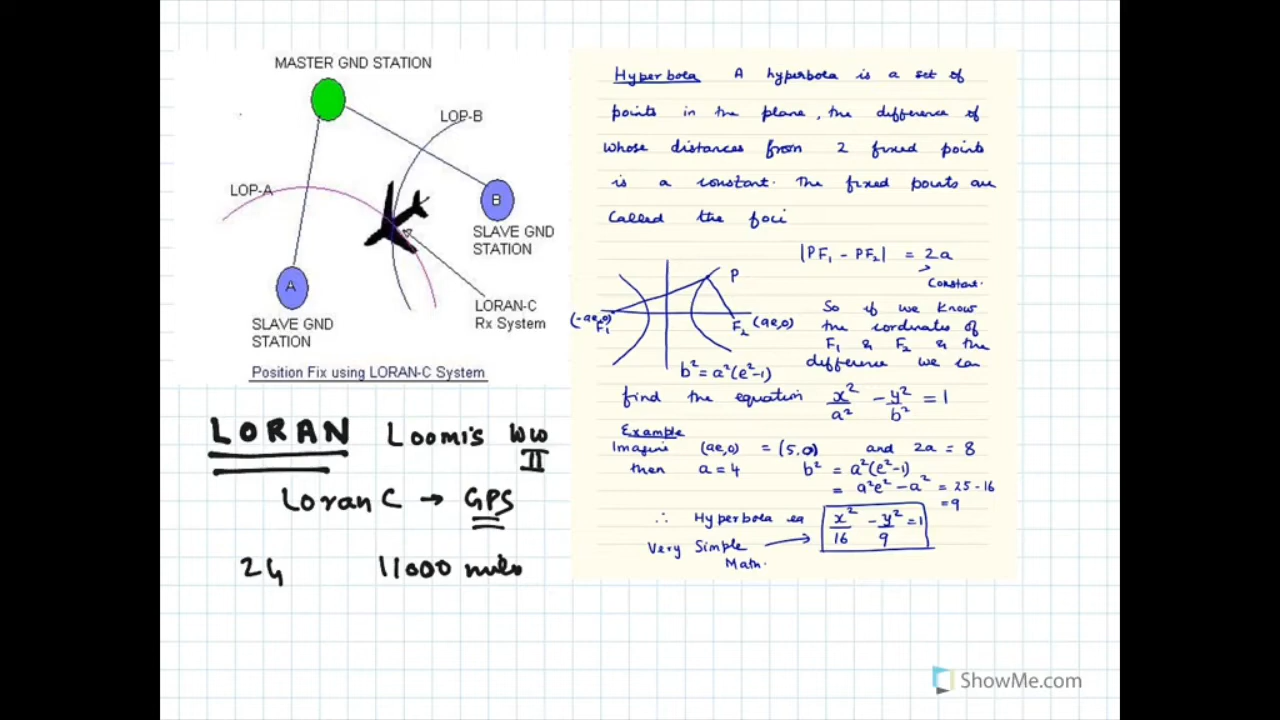 MASTER GND STATION
LOP-B
LOP-A
B
SLAVE GND
STATION
A
SLAVE GND
STATION
LORAN-C
Rx System
Position Fix using LORAN-C System
LORAN Loomis WW
II
Loran C → GPS
24 11000 miles
Hyperbola A hyperbola is a set of
points in the plane, the difference of
whose distances from 2 fixed points
is a constant. The fixed points are
called the foci
|PF₁ - PF₂| = 2a
Constant.
P
(-ae,0)
F₁
F₂ (ae,0)
b² = a²(e²-1)
So if we know
the cordinates of
F₁ & F₂ & the
difference we can
find the equation x²/a² - y²/b² = 1
Example
Imagine (ae,0) = (5,0) and 2a = 8
then a = 4 b² = a²(e²-1)
= a²e² - a² = 25-16
= 9
∴ Hyperbola eq x²/16 - y²/9 = 1
Very Simple
Math.
ShowMe.com